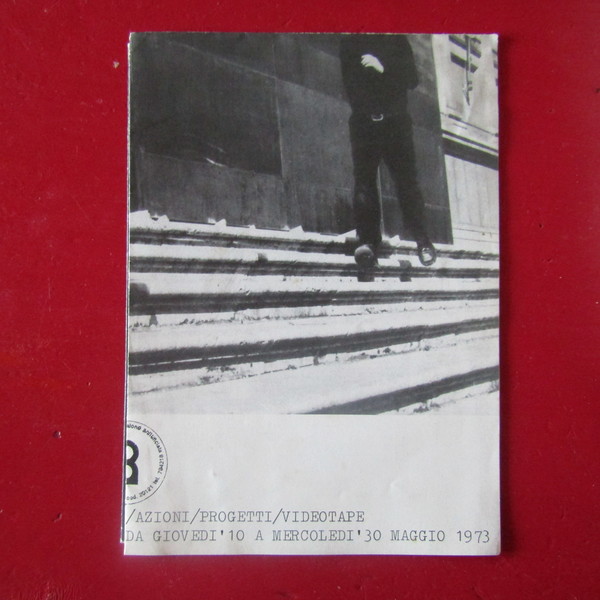 /AZIONI/PROGETTI/VIDEOTAPE
DA GIOVEDI'10 A MERCOLEDI'30 MAGGIO 1973